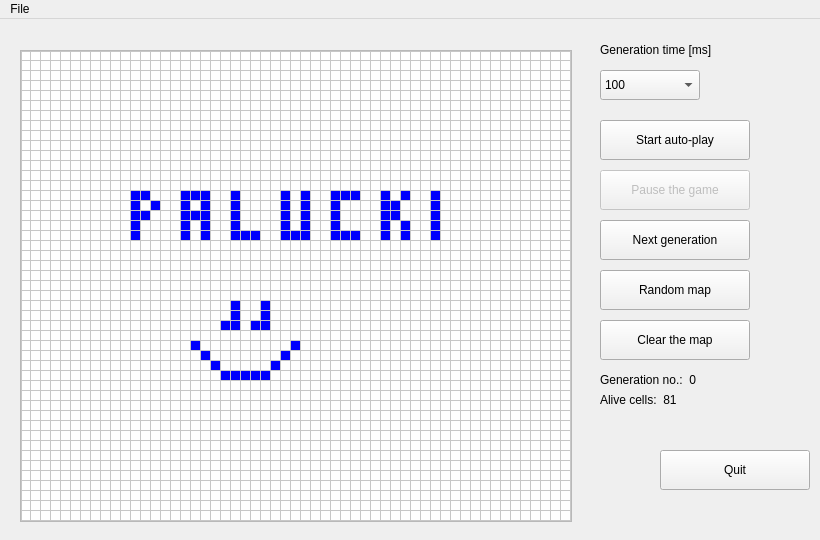 File
Generation time [ms]
100
Start auto-play
Pause the game
Next generation
Random map
Clear the map
Generation no.: 0
Alive cells: 81
Quit
PALUCKI